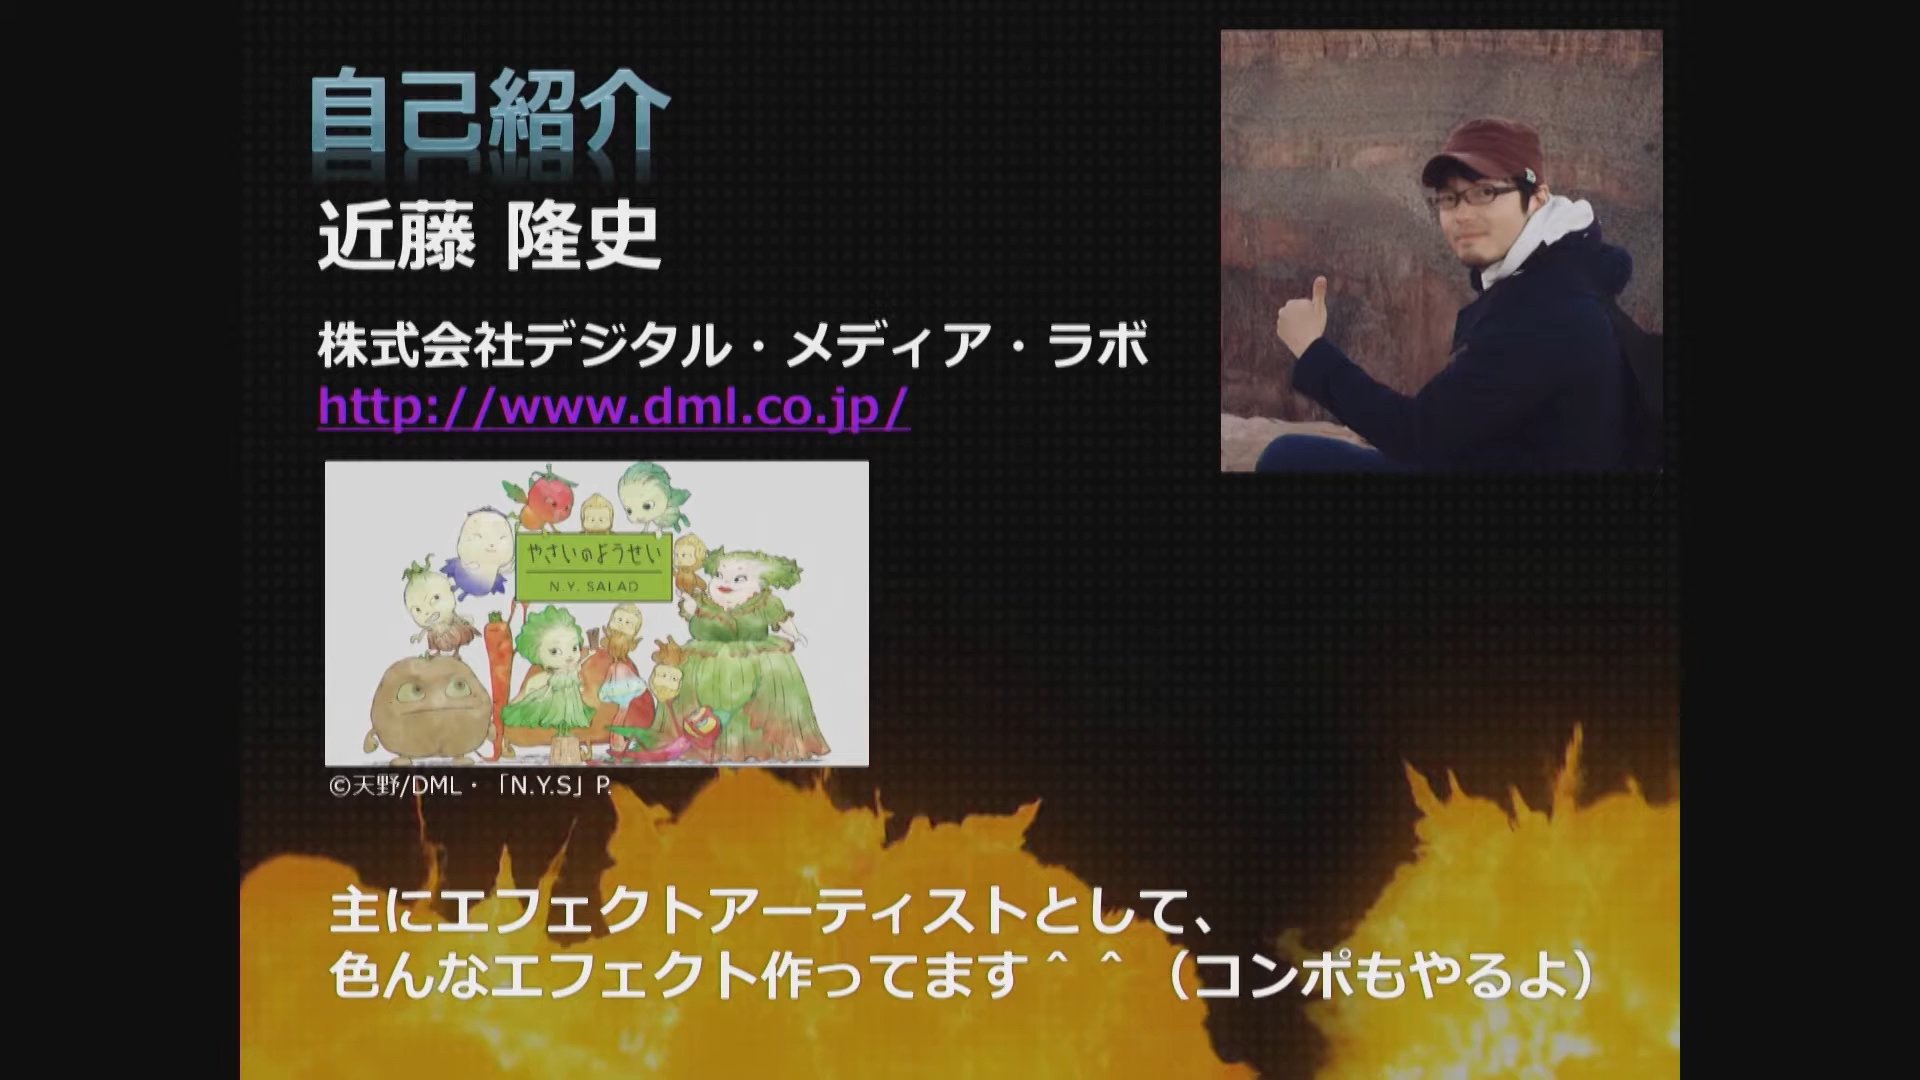 自己紹介
近藤 隆史
株式会社デジタル・メディア・ラボ
http://www.dml.co.jp/
やさいのようせい
N.Y. SALAD
©天野/DML・「N.Y.S」P.
主にエフェクトアーティストとして、
色んなエフェクト作ってます＾＾（コンポもやるよ）